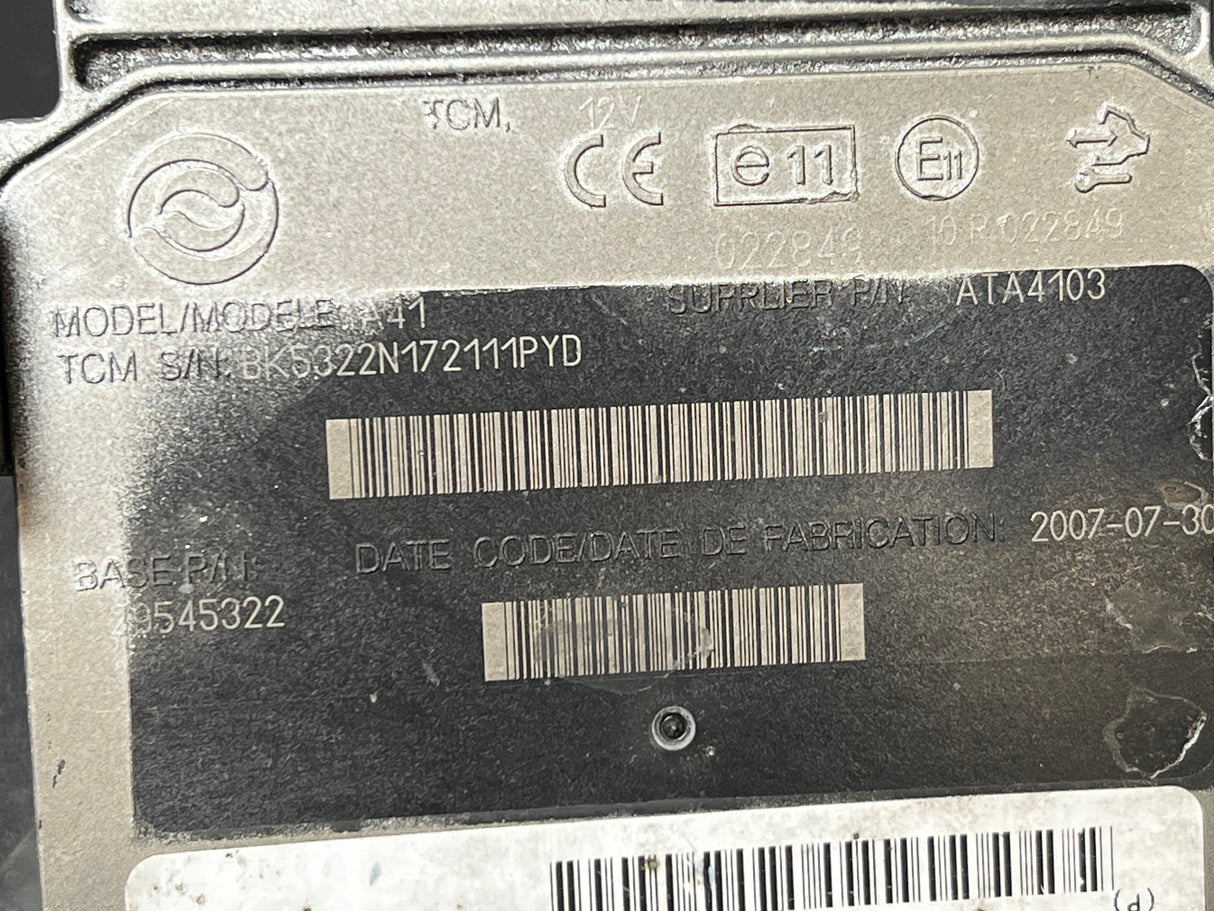 TCM, 12V
CE e11 E11
022849 10 R 022849
MODEL/MODELE: A41 SUPPLIER P/N: ATA4103
TCM S/N: BK5322N172111PYD
DATE CODE/DATE DE FABRICATION: 2007-07-30
BASE P/N:
29545322
(P)